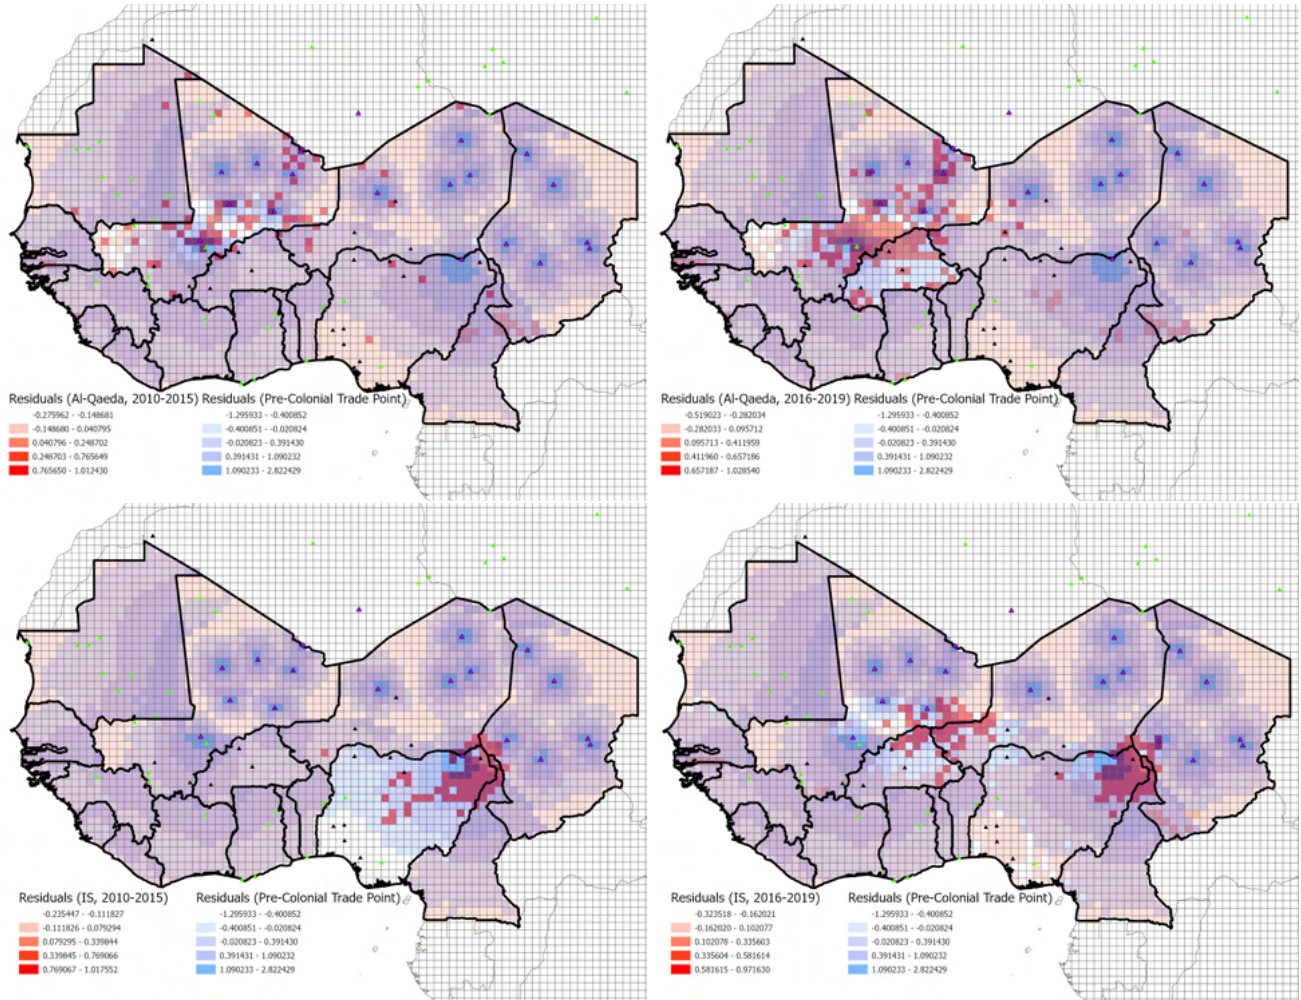 Residuals (Al-Qaeda, 2010-2015)
-0.275962 - -0.148681
-0.148680 - 0.040795
0.040796 - 0.248702
0.248703 - 0.765649
0.765650 - 1.012430
Residuals (Pre-Colonial Trade Point)
-1.295933 - -0.400852
-0.400851 - -0.020824
-0.020823 - 0.391430
0.391431 - 1.090232
1.090233 - 2.822429
Residuals (Al-Qaeda, 2016-2019)
-0.519023 - -0.282034
-0.282033 - 0.095712
0.095713 - 0.411959
0.411960 - 0.657186
0.657187 - 1.028540
Residuals (Pre-Colonial Trade Point)
-1.295933 - -0.400852
-0.400851 - -0.020824
-0.020823 - 0.391430
0.391431 - 1.090232
1.090233 - 2.822429
Residuals (IS, 2010-2015)
-0.235447 - -0.111827
-0.111826 - 0.079294
0.079295 - 0.339844
0.339845 - 0.769066
0.769067 - 1.017552
Residuals (Pre-Colonial Trade Point)
-1.295933 - -0.400852
-0.400851 - -0.020824
-0.020823 - 0.391430
0.391431 - 1.090232
1.090233 - 2.822429
Residuals (IS, 2016-2019)
-0.323518 - -0.162021
-0.162020 - 0.102077
0.102078 - 0.335603
0.335604 - 0.581614
0.581615 - 0.971630
Residuals (Pre-Colonial Trade Point)
-1.295933 - -0.400852
-0.400851 - -0.020824
-0.020823 - 0.391430
0.391431 - 1.090232
1.090233 - 2.822429